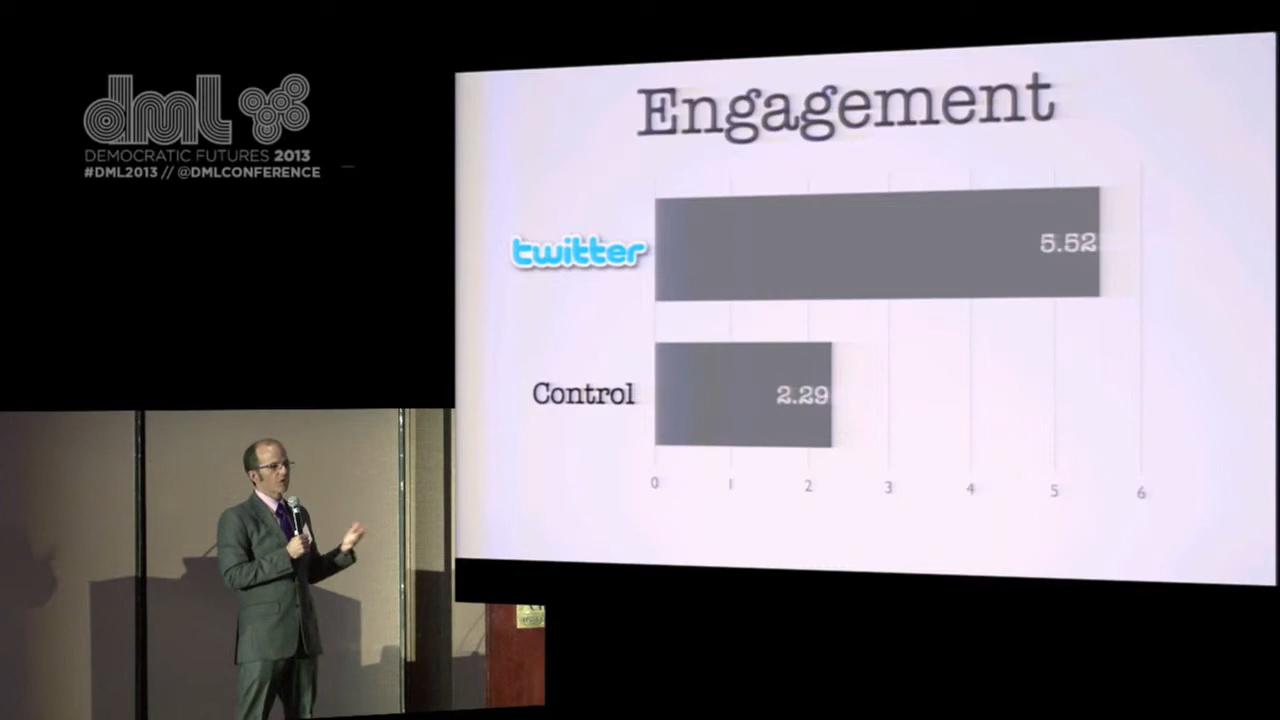 dml
DEMOCRATIC FUTURES 2013
#DML2013 // @DMLCONFERENCE
Engagement
twitter
5.52
Control
2.29
0 1 2 3 4 5 6